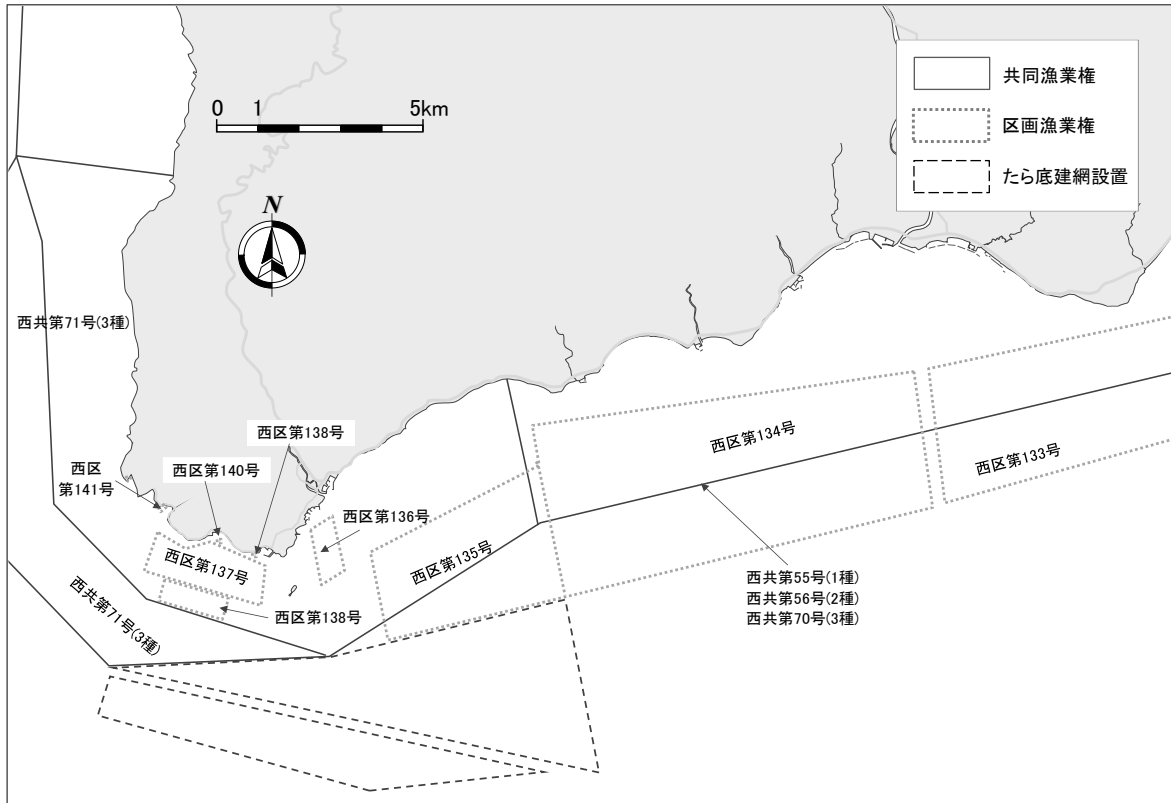 0 1 5km
N
共同漁業権
区画漁業権
たら底建網設置
西共第71号(3種)
西区
第141号
西区第140号
西区第138号
西区第136号
西区第137号
西区第138号
西共第71号(3種)
西区第135号
西区第134号
西区第133号
西共第55号(1種)
西共第56号(2種)
西共第70号(3種)